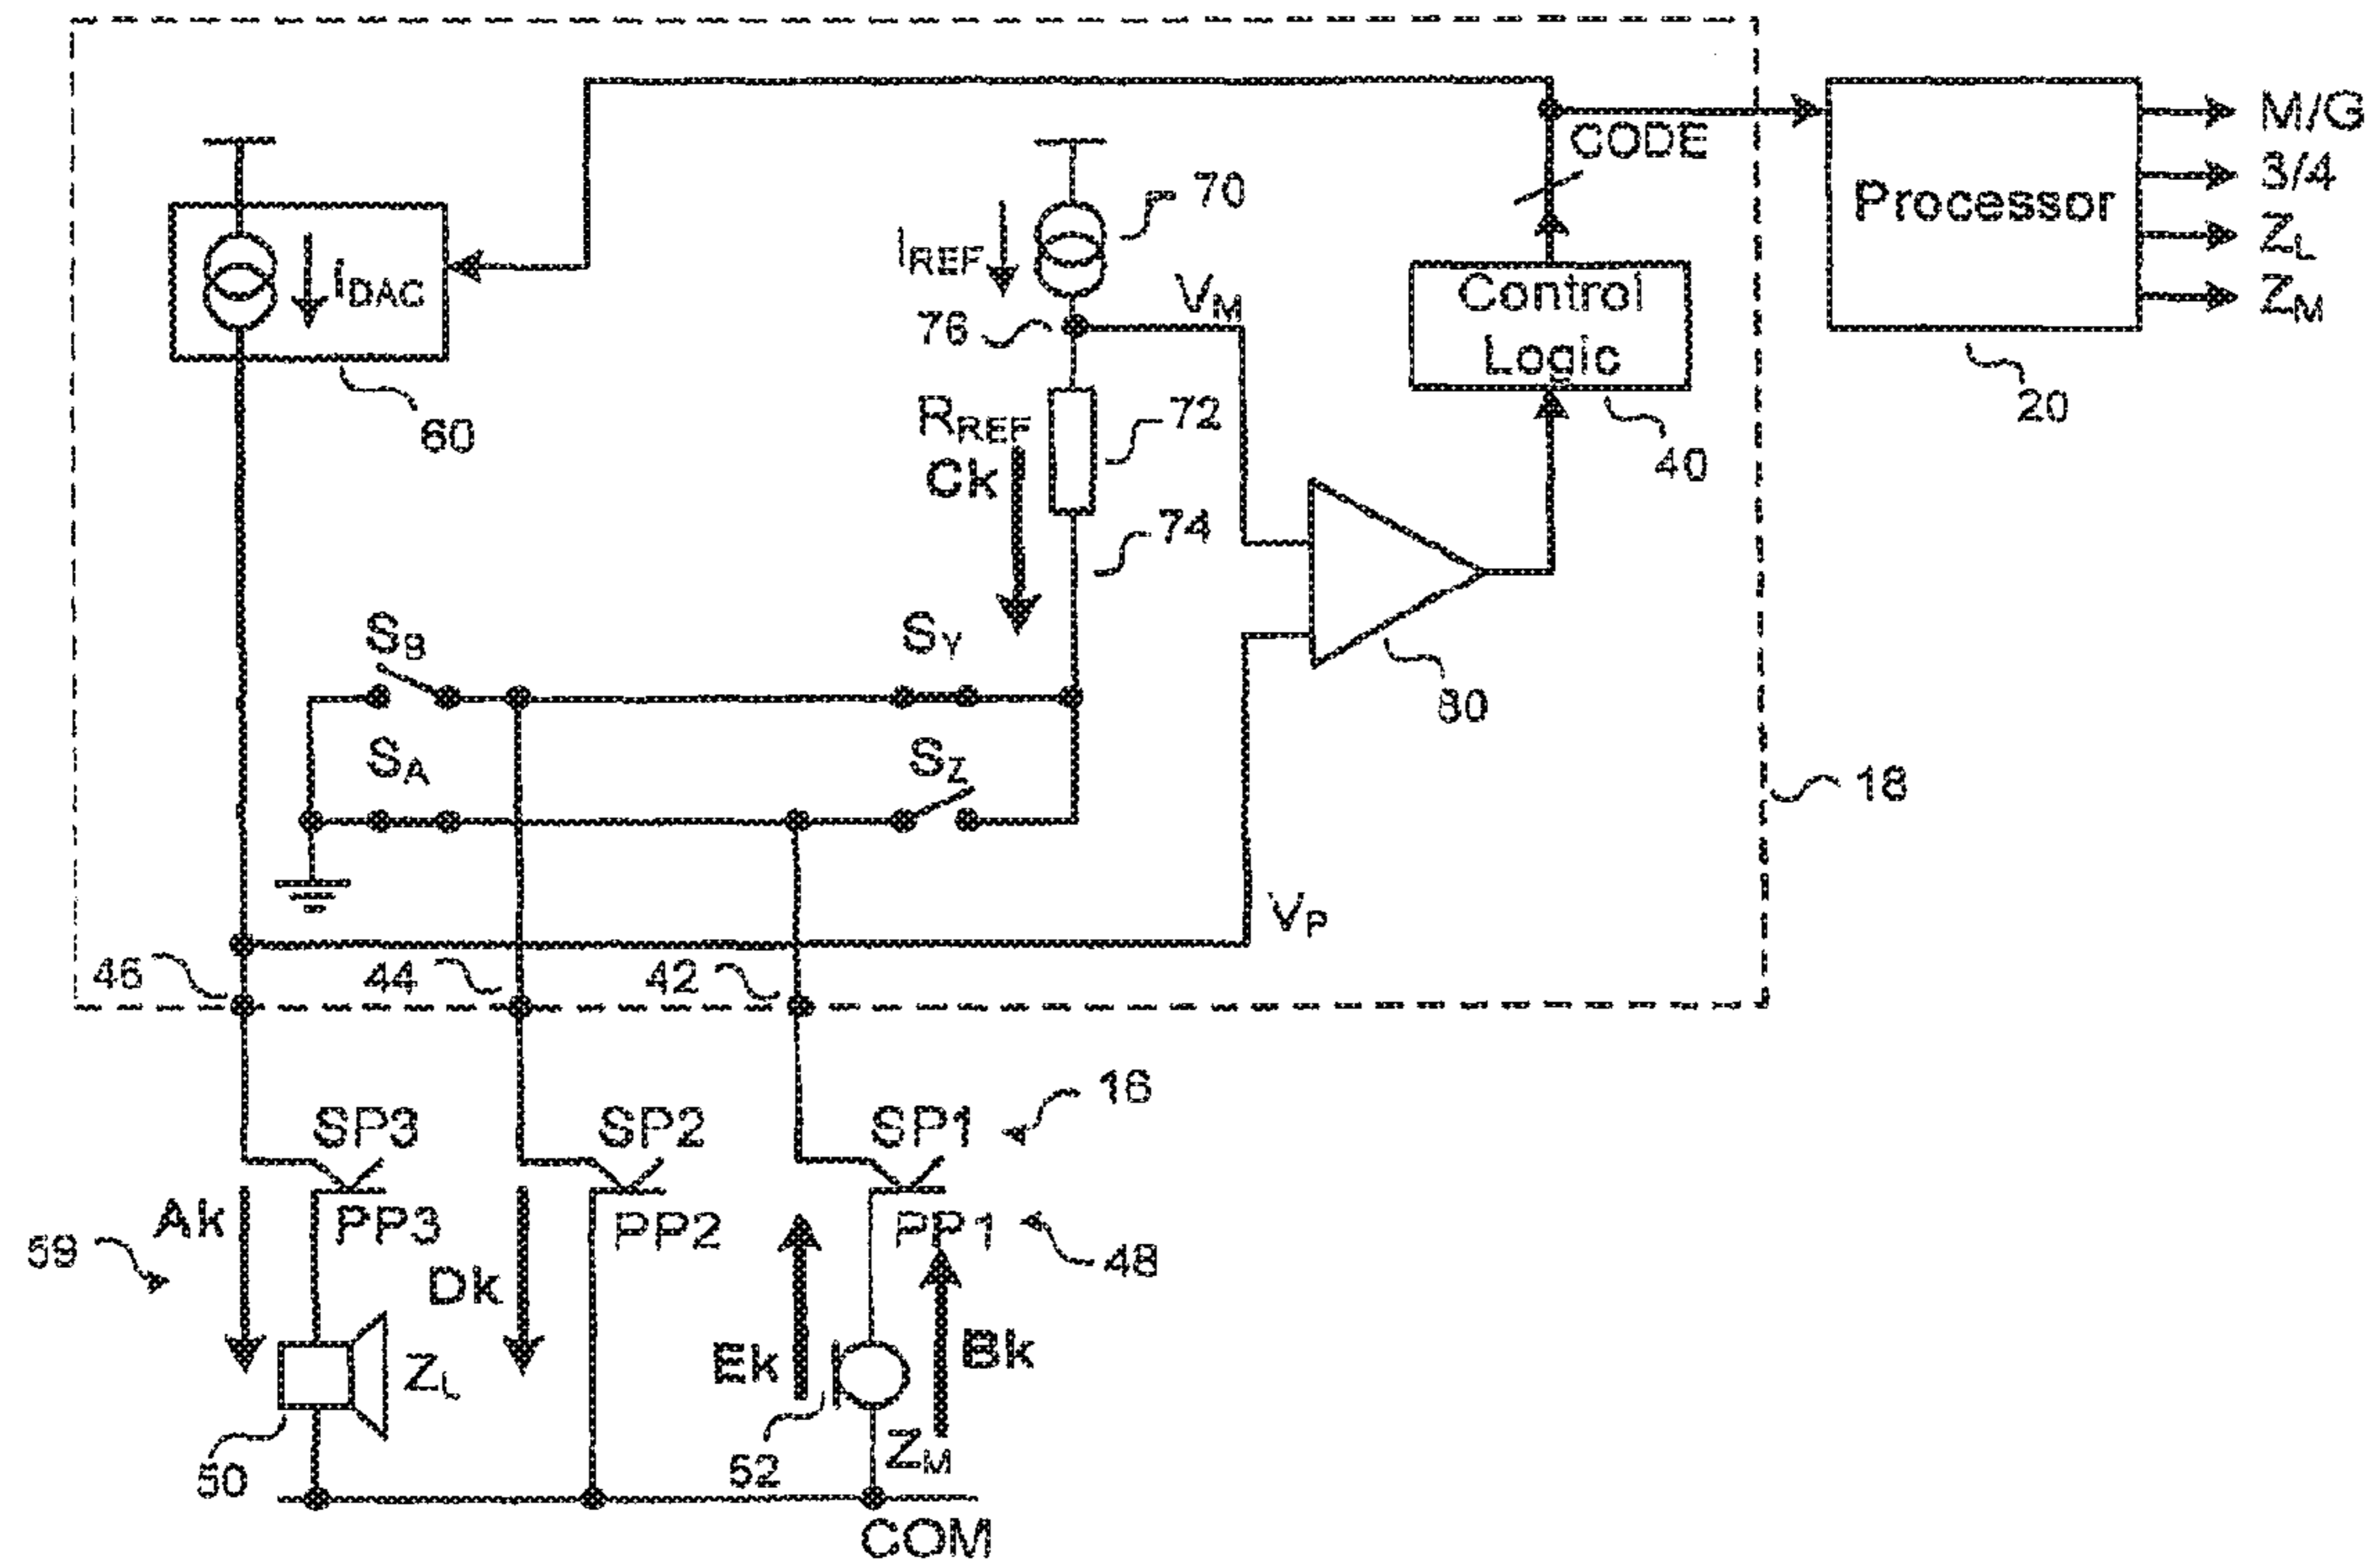 M/G
CODE
3/4
Processor
70
I_REF
Z_L
I_DAC
V_M
Control
Z_M
76
Logic
20
60
R_REF
72
Ck
40
74
S_B
S_Y
80
S_A
S_Z
18
V_P
46
44
42
16
SP3
SP2
SP1
Ak
PP3
PP2
PP1
59
48
Dk
Ek
Bk
Z_L
50
52
Z_M
COM